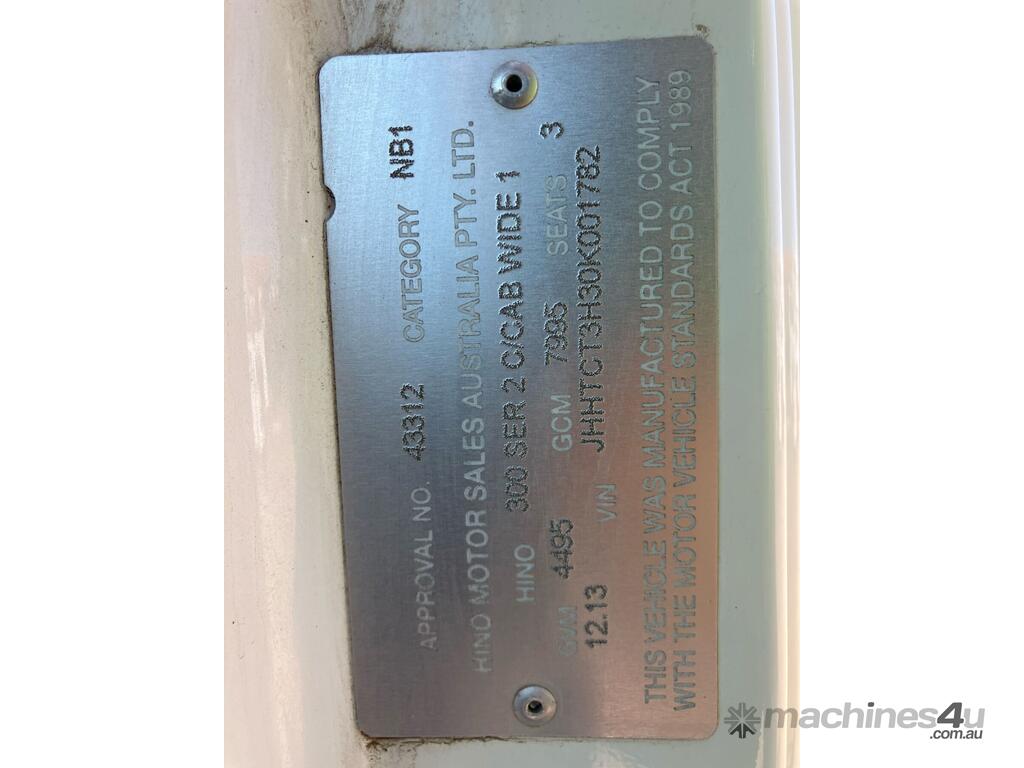 APPROVAL NO. 43312 CATEGORY NB1
HINO MOTOR SALES AUSTRALIA PTY. LTD.
HINO 300 SER 2 C/CAB WIDE 1
GVM 4495 GCM 7995 SEATS 3
12.13 VIN JHHTCT3H30K001782
THIS VEHICLE WAS MANUFACTURED TO COMPLY
WITH THE MOTOR VEHICLE STANDARDS ACT 1989
machines4u
.com.au